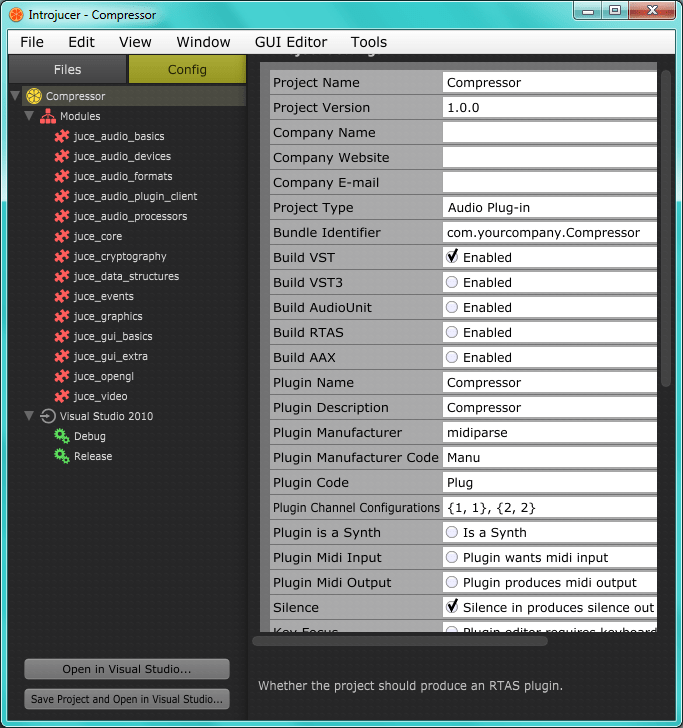 Introjucer - Compressor
File Edit View Window GUI Editor Tools
Files Config
Compressor
Modules
juce_audio_basics
juce_audio_devices
juce_audio_formats
juce_audio_plugin_client
juce_audio_processors
juce_core
juce_cryptography
juce_data_structures
juce_events
juce_graphics
juce_gui_basics
juce_gui_extra
juce_opengl
juce_video
Visual Studio 2010
Debug
Release
Open in Visual Studio...
Save Project and Open in Visual Studio...
Project Name Compressor
Project Version 1.0.0
Company Name
Company Website
Company E-mail
Project Type Audio Plug-in
Bundle Identifier com.yourcompany.Compressor
Build VST Enabled
Build VST3 Enabled
Build AudioUnit Enabled
Build RTAS Enabled
Build AAX Enabled
Plugin Name Compressor
Plugin Description Compressor
Plugin Manufacturer midiparse
Plugin Manufacturer Code Manu
Plugin Code Plug
Plugin Channel Configurations {1, 1}, {2, 2}
Plugin is a Synth Is a Synth
Plugin Midi Input Plugin wants midi input
Plugin Midi Output Plugin produces midi output
Silence Silence in produces silence out
Key Focus Plugin editor requires keyboard
Whether the project should produce an RTAS plugin.